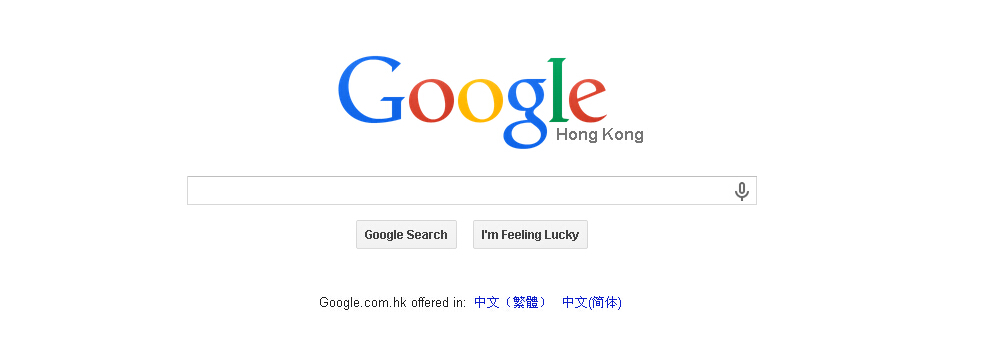 Google
Hong Kong
Google Search I'm Feeling Lucky
Google.com.hk offered in: 中文（繁體） 中文(简体)